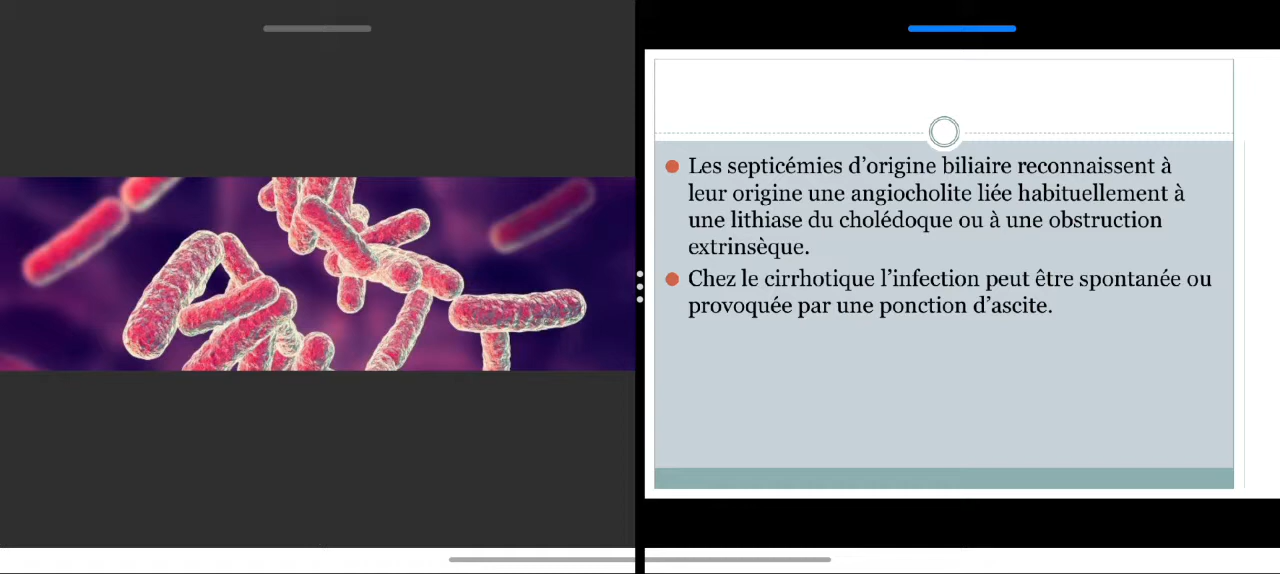 Les septicémies d'origine biliaire reconnaissent à
leur origine une angiocholite liée habituellement à
une lithiase du cholédoque ou à une obstruction
extrinsèque.
Chez le cirrhotique l'infection peut être spontanée ou
provoquée par une ponction d'ascite.